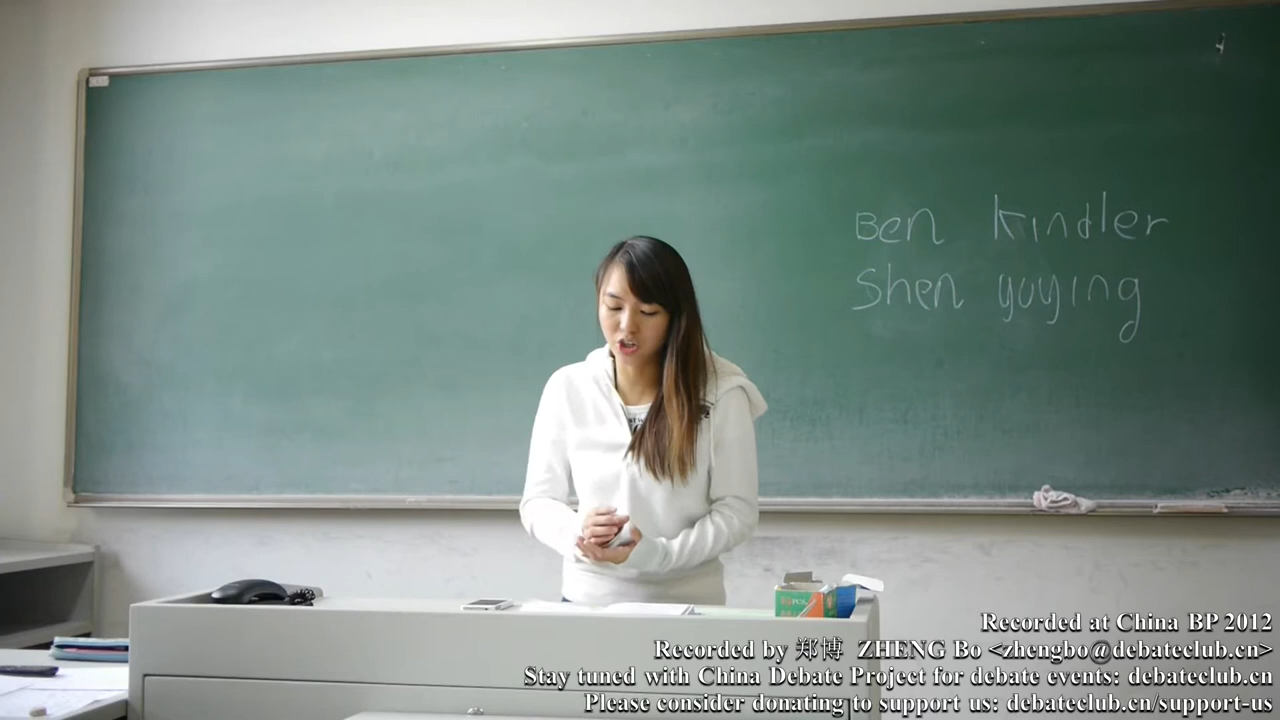 Ben Kindler
Shen yuying
Recorded at China BP 2012
Recorded by 郑博 ZHENG Bo <zhengbo@debateclub.cn>
Stay tuned with China Debate Project for debate events: debateclub.cn
Please consider donating to support us: debateclub.cn/support-us